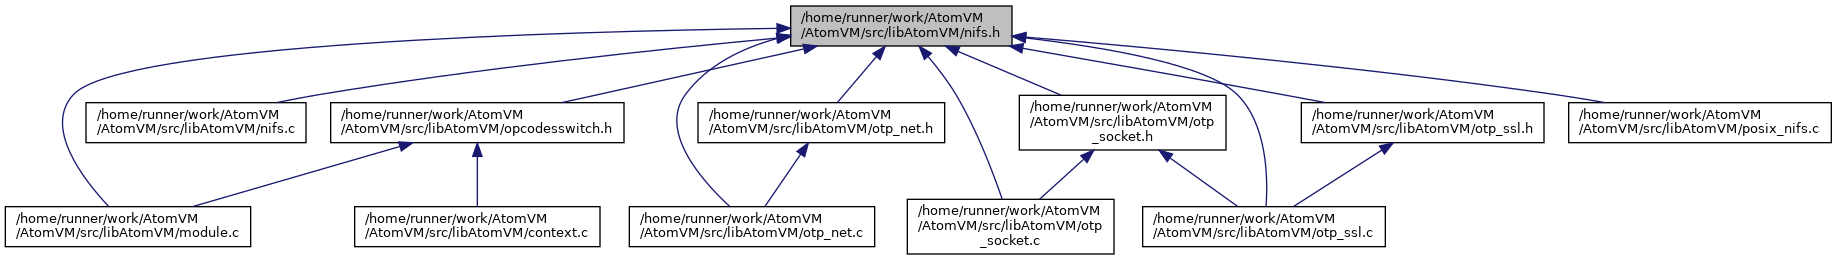 /home/runner/work/AtomVM
/AtomVM/src/libAtomVM/nifs.h
/home/runner/work/AtomVM
/AtomVM/src/libAtomVM/nifs.c
/home/runner/work/AtomVM
/AtomVM/src/libAtomVM/opcodesswitch.h
/home/runner/work/AtomVM
/AtomVM/src/libAtomVM/otp_net.h
/home/runner/work/AtomVM
/AtomVM/src/libAtomVM/otp
_socket.h
/home/runner/work/AtomVM
/AtomVM/src/libAtomVM/otp_ssl.h
/home/runner/work/AtomVM
/AtomVM/src/libAtomVM/posix_nifs.c
/home/runner/work/AtomVM
/AtomVM/src/libAtomVM/module.c
/home/runner/work/AtomVM
/AtomVM/src/libAtomVM/context.c
/home/runner/work/AtomVM
/AtomVM/src/libAtomVM/otp_net.c
/home/runner/work/AtomVM
/AtomVM/src/libAtomVM/otp
_socket.c
/home/runner/work/AtomVM
/AtomVM/src/libAtomVM/otp_ssl.c